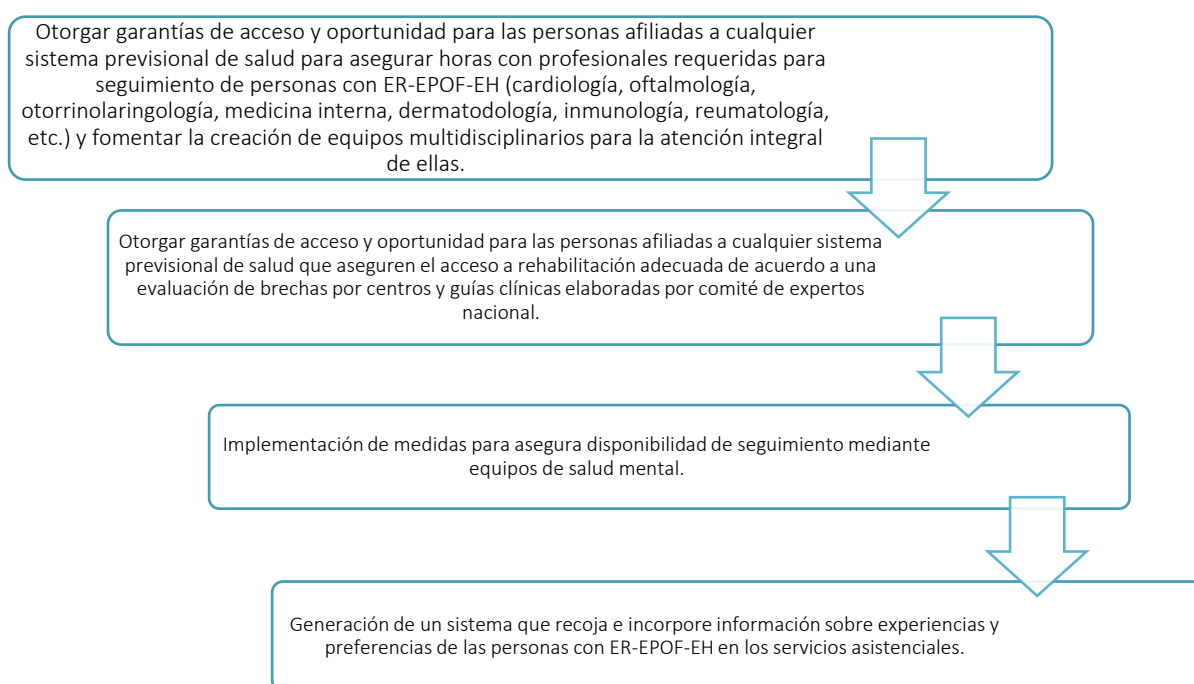 Otorgar garantías de acceso y oportunidad para las personas afiliadas a cualquier
sistema previsional de salud para asegurar horas con profesionales requeridas para
seguimiento de personas con ER-EPOF-EH (cardiología, oftalmología,
otorrinolaringología, medicina interna, dermatodología, inmunología, reumatología,
etc.) y fomentar la creación de equipos multidisciplinarios para la atención integral
de ellas.
Otorgar garantías de acceso y oportunidad para las personas afiliadas a cualquier sistema
previsional de salud que aseguren el acceso a rehabilitación adecuada de acuerdo a una
evaluación de brechas por centros y guías clínicas elaboradas por comité de expertos
nacional.
Implementación de medidas para asegura disponibilidad de seguimiento mediante
equipos de salud mental.
Generación de un sistema que recoja e incorpore información sobre experiencias y
preferencias de las personas con ER-EPOF-EH en los servicios asistenciales.